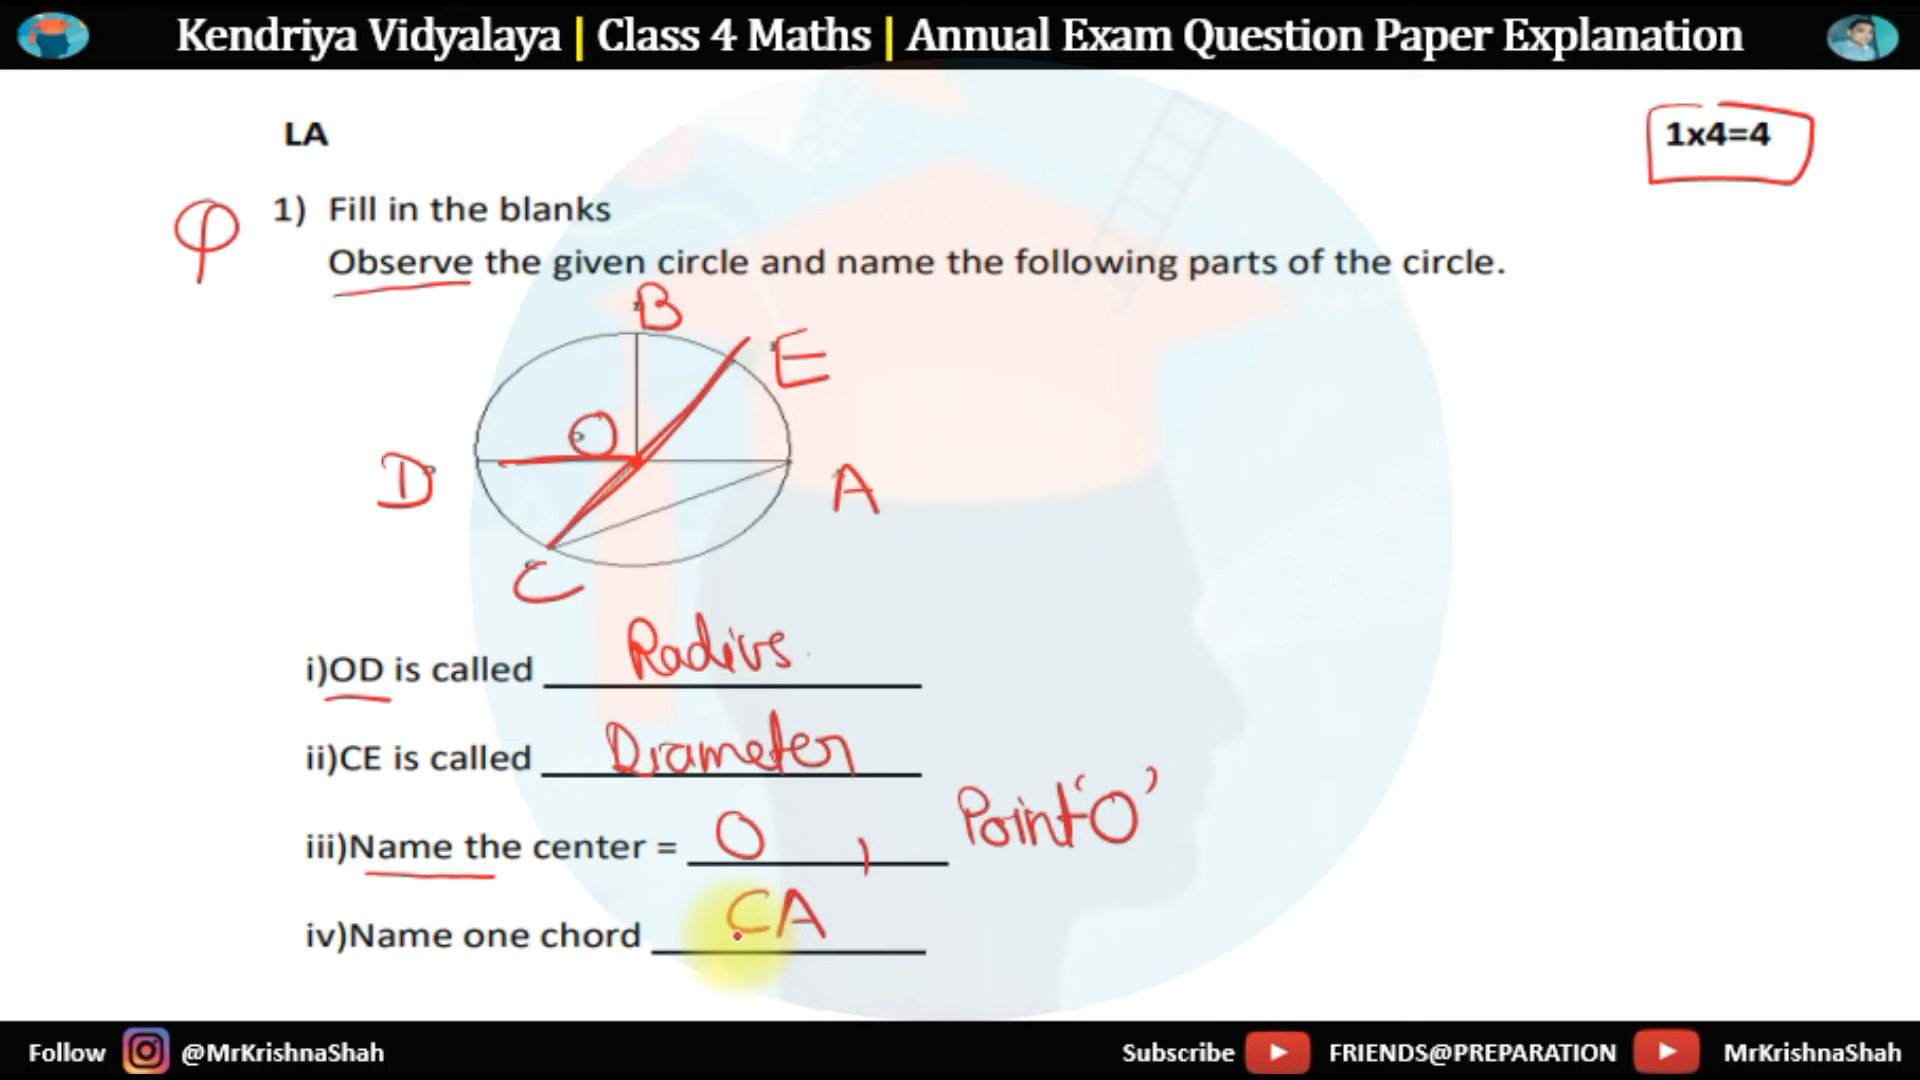 Kendriya Vidyalaya | Class 4 Maths | Annual Exam Question Paper Explanation
LA
1x4=4
1) Fill in the blanks
Observe the given circle and name the following parts of the circle.
B
E
O
D
A
C
i)OD is called Radius
ii)CE is called Diameter
iii)Name the center = O , Point 'O'
iv)Name one chord CA
Follow @MrKrishnaShah Subscribe FRIENDS@PREPARATION MrKrishnaShah